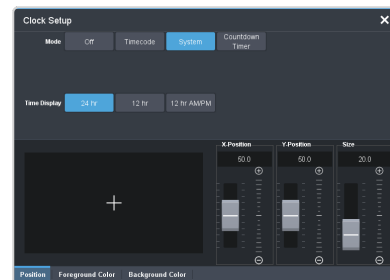 Clock Setup
Mode Off Timecode System Countdown Timer
Time Display 24 hr 12 hr 12 hr AM/PM
X-Position Y-Position Size
50.0 50.0 20.0
Position Foreground Color Background Color